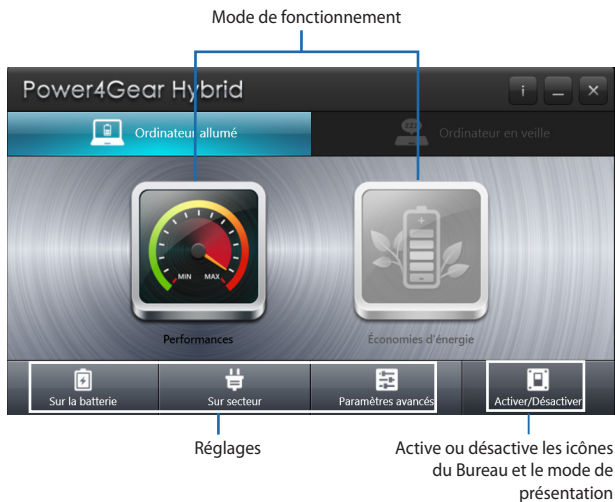 Mode de fonctionnement
Power4Gear Hybrid
i
Ordinateur allumé
zzz
Ordinateur en veille
MIN MAX
Performances
Économies d'énergie
Sur la batterie
Sur secteur
Paramètres avancés
Activer/Désactiver
Réglages
Active ou désactive les icônes
du Bureau et le mode de
présentation